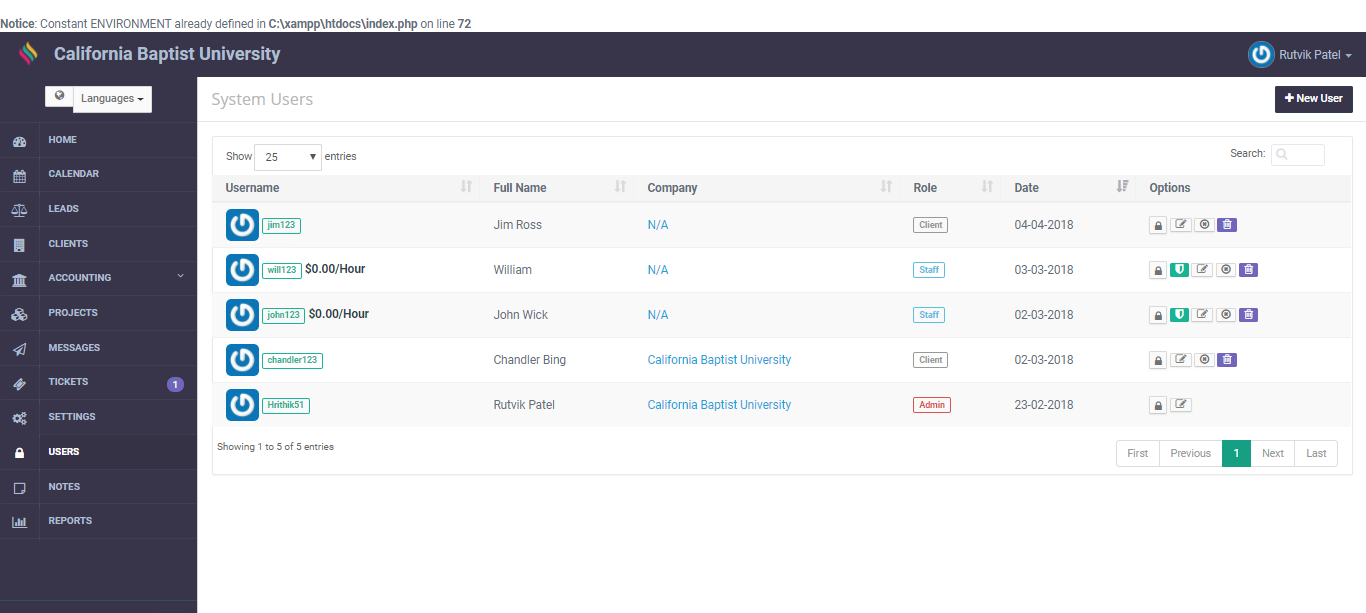 Notice: Constant ENVIRONMENT already defined in C:\xampp\htdocs\index.php on line 72
California Baptist University
Rutvik Patel
Languages
System Users
New User
HOME
CALENDAR
LEADS
CLIENTS
ACCOUNTING
PROJECTS
MESSAGES
TICKETS 1
SETTINGS
USERS
NOTES
REPORTS
Show 25 entries
Search:
Username Full Name Company Role Date Options
jim123 Jim Ross N/A Client 04-04-2018
will123 $0.00/Hour William N/A Staff 03-03-2018
john123 $0.00/Hour John Wick N/A Staff 02-03-2018
chandler123 Chandler Bing California Baptist University Client 02-03-2018
Hrithik51 Rutvik Patel California Baptist University Admin 23-02-2018
Showing 1 to 5 of 5 entries
First Previous 1 Next Last